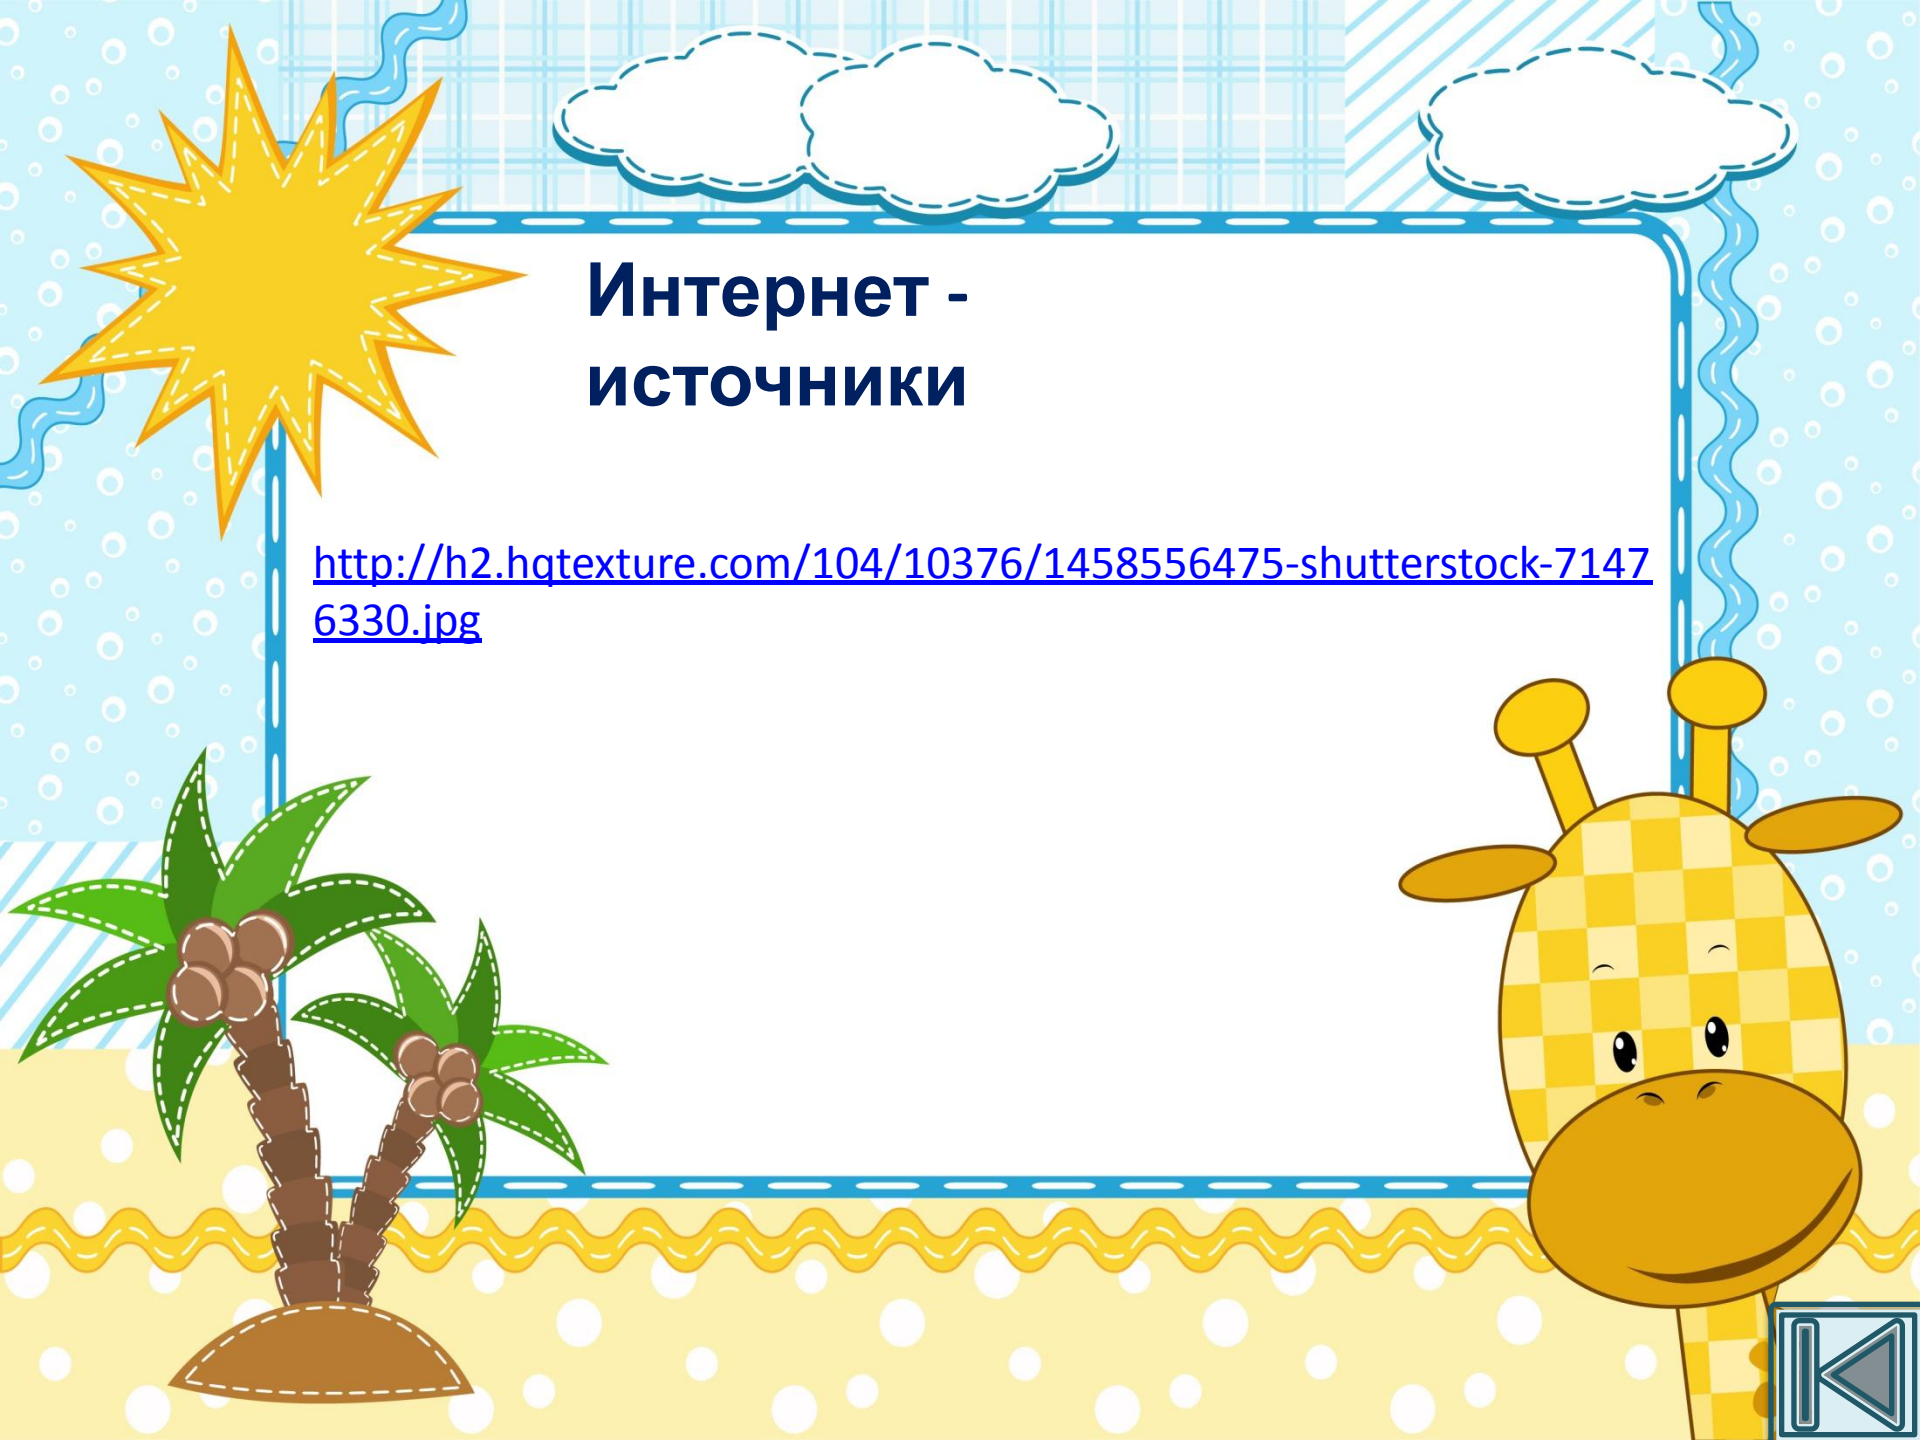 Интернет -
источники
http://h2.hqtexture.com/104/10376/1458556475-shutterstock-7147
6330.jpg